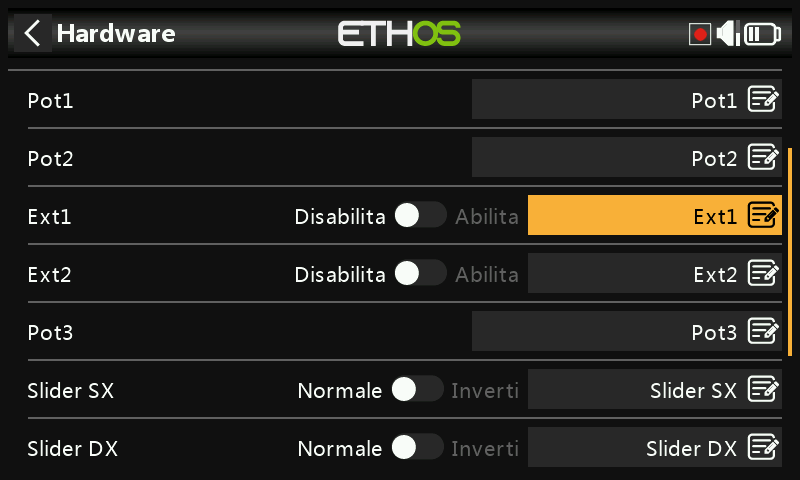 Hardware ETHOS
Pot1 Pot1
Pot2 Pot2
Ext1 Disabilita Abilita Ext1
Ext2 Disabilita Abilita Ext2
Pot3 Pot3
Slider SX Normale Inverti Slider SX
Slider DX Normale Inverti Slider DX